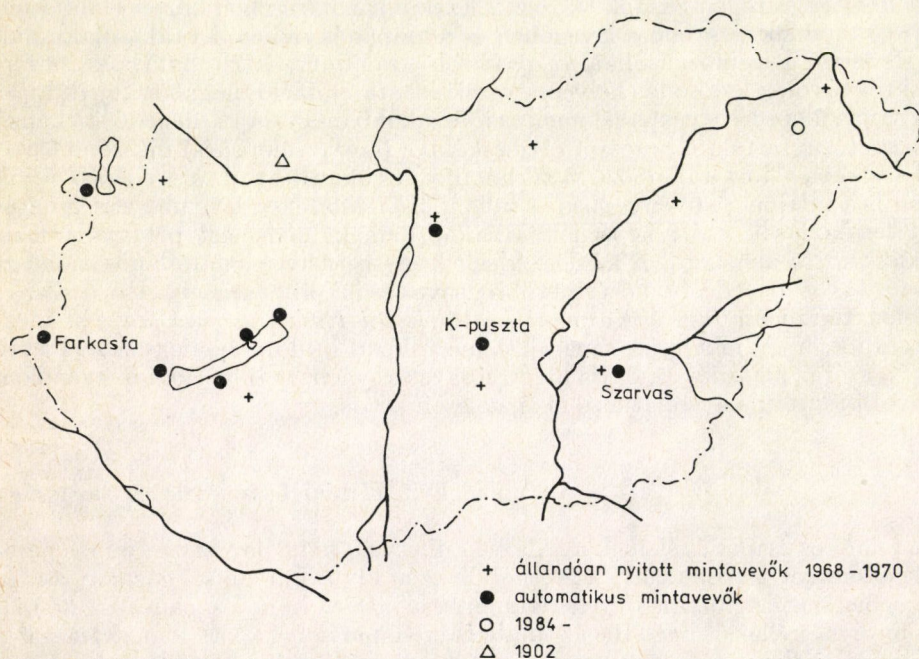 K-puszta
Farkasfa
Szarvas
+ állandóan nyitott mintavevők 1968-1970
● automatikus mintavevők
○ 1984 -
△ 1902